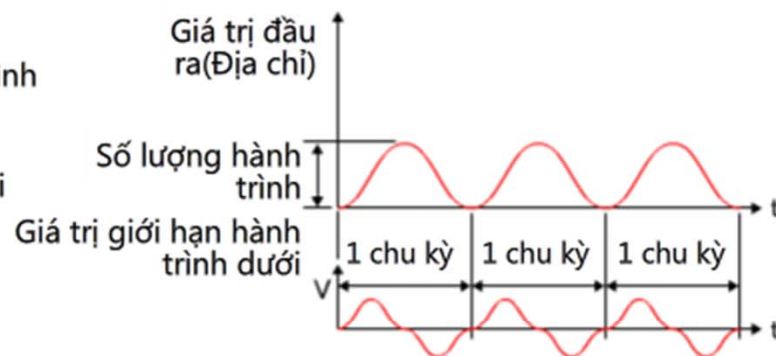 Giá trị đầu
ra(Địa chỉ)
Số lượng hành
trình
Giá trị giới hạn hành
trình dưới
t
1 chu kỳ
1 chu kỳ
1 chu kỳ
V
t